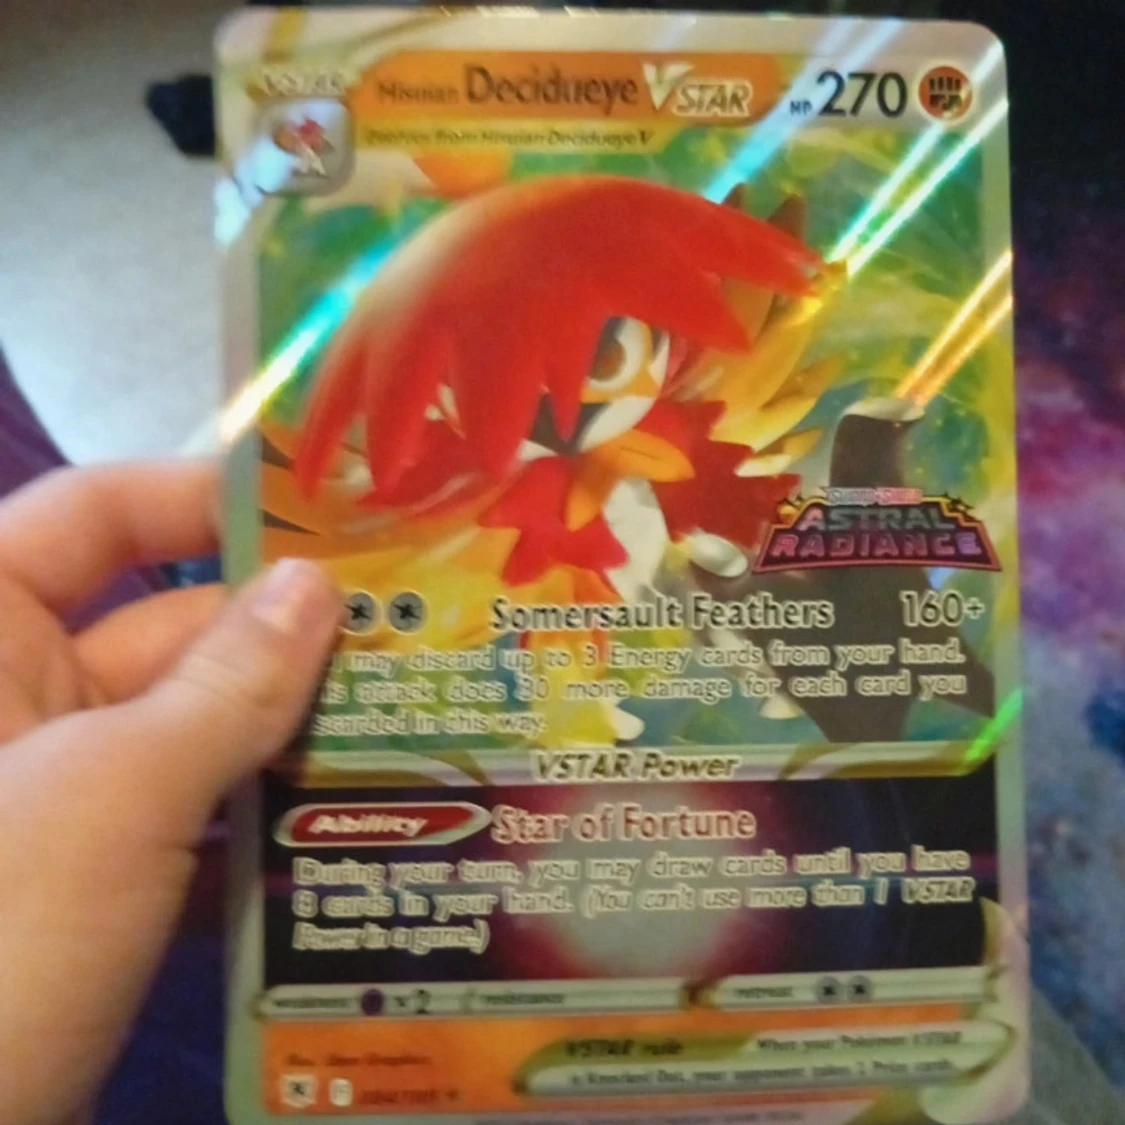 VSTAR
Hisuian Decidueye VSTAR HP 270
Evolves from Hisuian Decidueye V
SWORD & SHIELD
ASTRAL
RADIANCE
Somersault Feathers 160+
may discard up to 3 Energy cards from your hand.
attack does 30 more damage for each card you
in this way.
VSTAR Power
Ability Star of Fortune
During your turn, you may draw cards until you have
8 cards in your hand. (You can't use more than 1 VSTAR
Power in a game.)
weakness ×2 resistance retreat
VSTAR rule When your Pokémon VSTAR
is Knocked Out, your opponent takes 2 Prize cards.